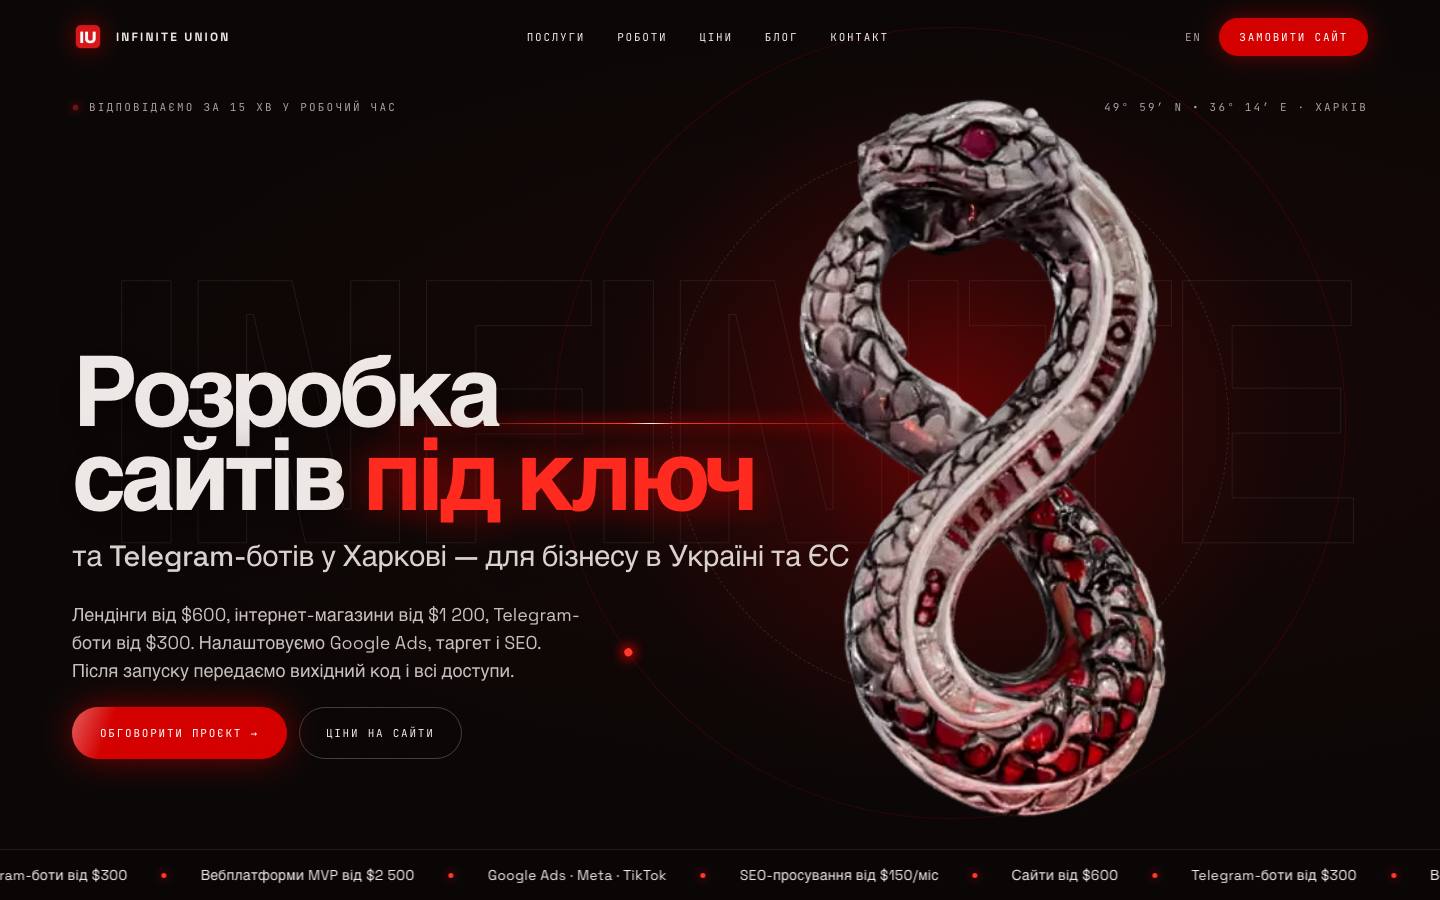 IU INFINITE UNION
ПОСЛУГИ РОБОТИ ЦІНИ БЛОГ КОНТАКТ
EN ЗАМОВИТИ САЙТ
ВІДПОВІДАЄМО ЗА 15 ХВ У РОБОЧИЙ ЧАС
49° 59′ N • 36° 14′ E · ХАРКІВ
INFINITE
Розробка
сайтів під ключ
та Telegram-ботів у Харкові — для бізнесу в Україні та ЄС
Лендінги від $600, інтернет-магазини від $1 200, Telegram-
боти від $300. Налаштовуємо Google Ads, таргет і SEO.
Після запуску передаємо вихідний код і всі доступи.
ОБГОВОРИТИ ПРОЄКТ → ЦІНИ НА САЙТИ
ram-боти від $300 • Вебплатформи MVP від $2 500 • Google Ads · Meta · TikTok • SEO-просування від $150/міс • Сайти від $600 • Telegram-боти від $300 • В